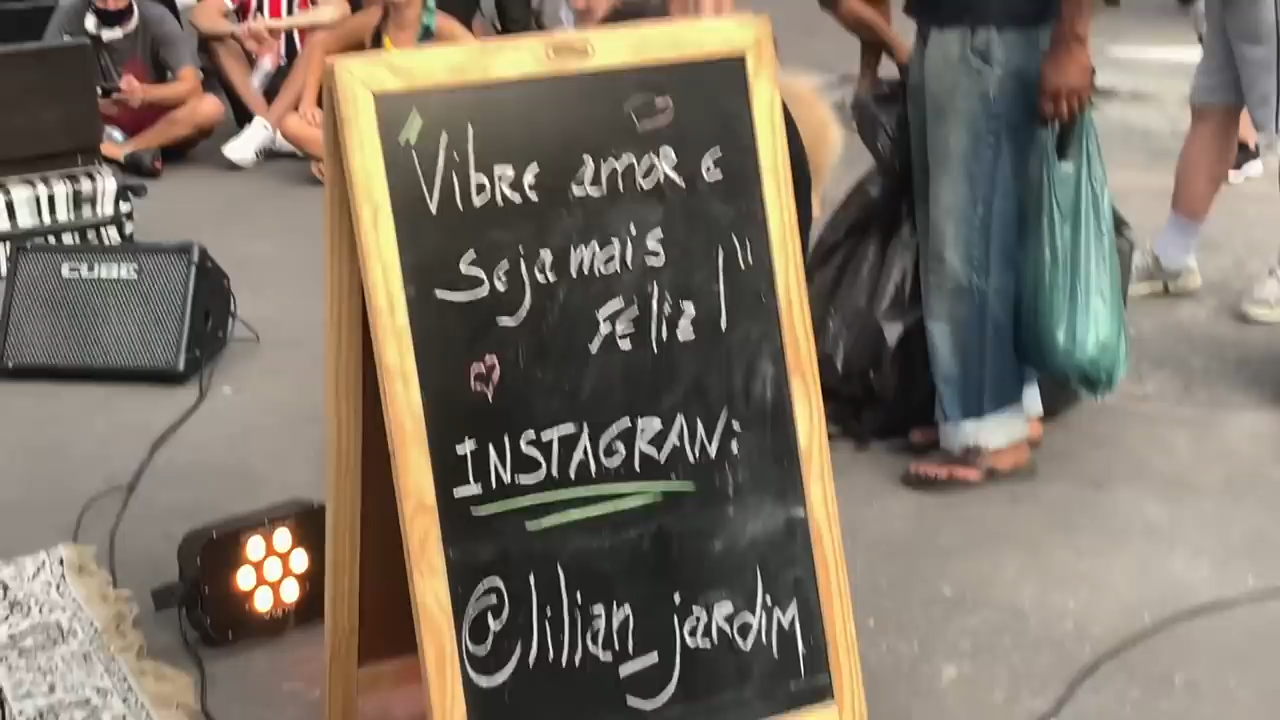 CUBE
"Vibre amor e
Seja mais
Feliz!"
INSTAGRAN:
@lilian_jardim